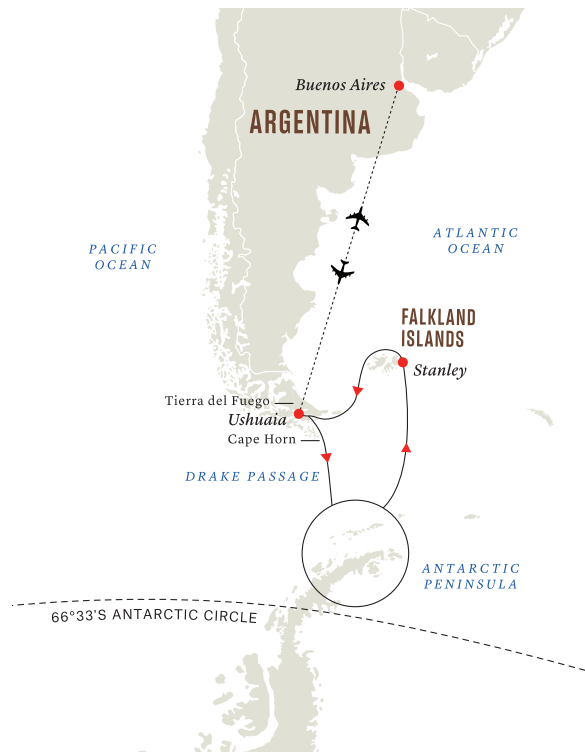 Buenos Aires
ARGENTINA
PACIFIC
OCEAN
ATLANTIC
OCEAN
FALKLAND
ISLANDS
Stanley
Tierra del Fuego
Ushuaia
Cape Horn
DRAKE PASSAGE
ANTARCTIC
PENINSULA
66°33'S ANTARCTIC CIRCLE